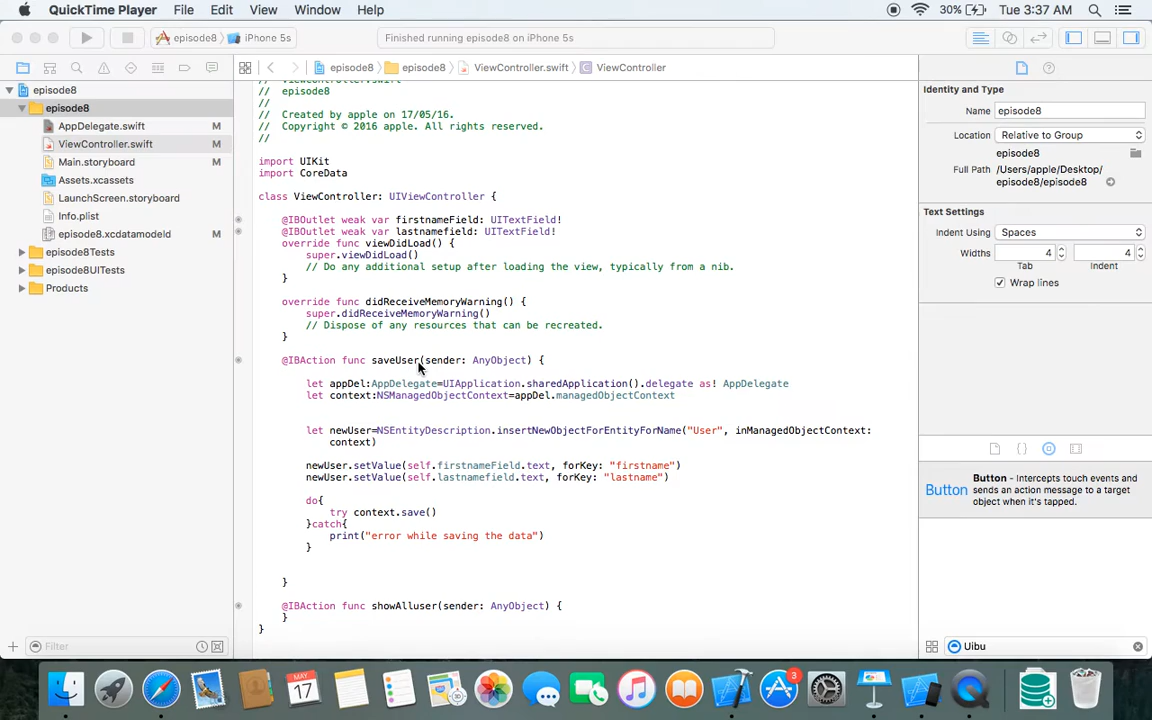 QuickTime Player File Edit View Window Help 30% Tue 3:37 AM
episode8 iPhone 5s Finished running episode8 on iPhone 5s
episode8 episode8 ViewController.swift ViewController
episode8
episode8
AppDelegate.swift M
ViewController.swift M
Main.storyboard M
Assets.xcassets
LaunchScreen.storyboard
Info.plist
episode8.xcdatamodeld M
episode8Tests
episode8UITests
Products
Filter
// ViewController.swift
// episode8
//
// Created by apple on 17/05/16.
// Copyright © 2016 apple. All rights reserved.
//
import UIKit
import CoreData
class ViewController: UIViewController {
@IBOutlet weak var firstnameField: UITextField!
@IBOutlet weak var lastnamefield: UITextField!
override func viewDidLoad() {
super.viewDidLoad()
// Do any additional setup after loading the view, typically from a nib.
}
override func didReceiveMemoryWarning() {
super.didReceiveMemoryWarning()
// Dispose of any resources that can be recreated.
}
@IBAction func saveUser(sender: AnyObject) {
let appDel:AppDelegate=UIApplication.sharedApplication().delegate as! AppDelegate
let context:NSManagedObjectContext=appDel.managedObjectContext
let newUser=NSEntityDescription.insertNewObjectForEntityForName("User", inManagedObjectContext:
context)
newUser.setValue(self.firstnameField.text, forKey: "firstname")
newUser.setValue(self.lastnamefield.text, forKey: "lastname")
do{
try context.save()
}catch{
print("error while saving the data")
}
}
@IBAction func showAlluser(sender: AnyObject) {
}
}
Identity and Type
Name episode8
Location Relative to Group
episode8
Full Path /Users/apple/Desktop/
episode8/episode8
Text Settings
Indent Using Spaces
Widths 4 4
Tab Indent
Wrap lines
{ }
Button Button - Intercepts touch events and
sends an action message to a target
object when it's tapped.
Uibu
MAY
17
3